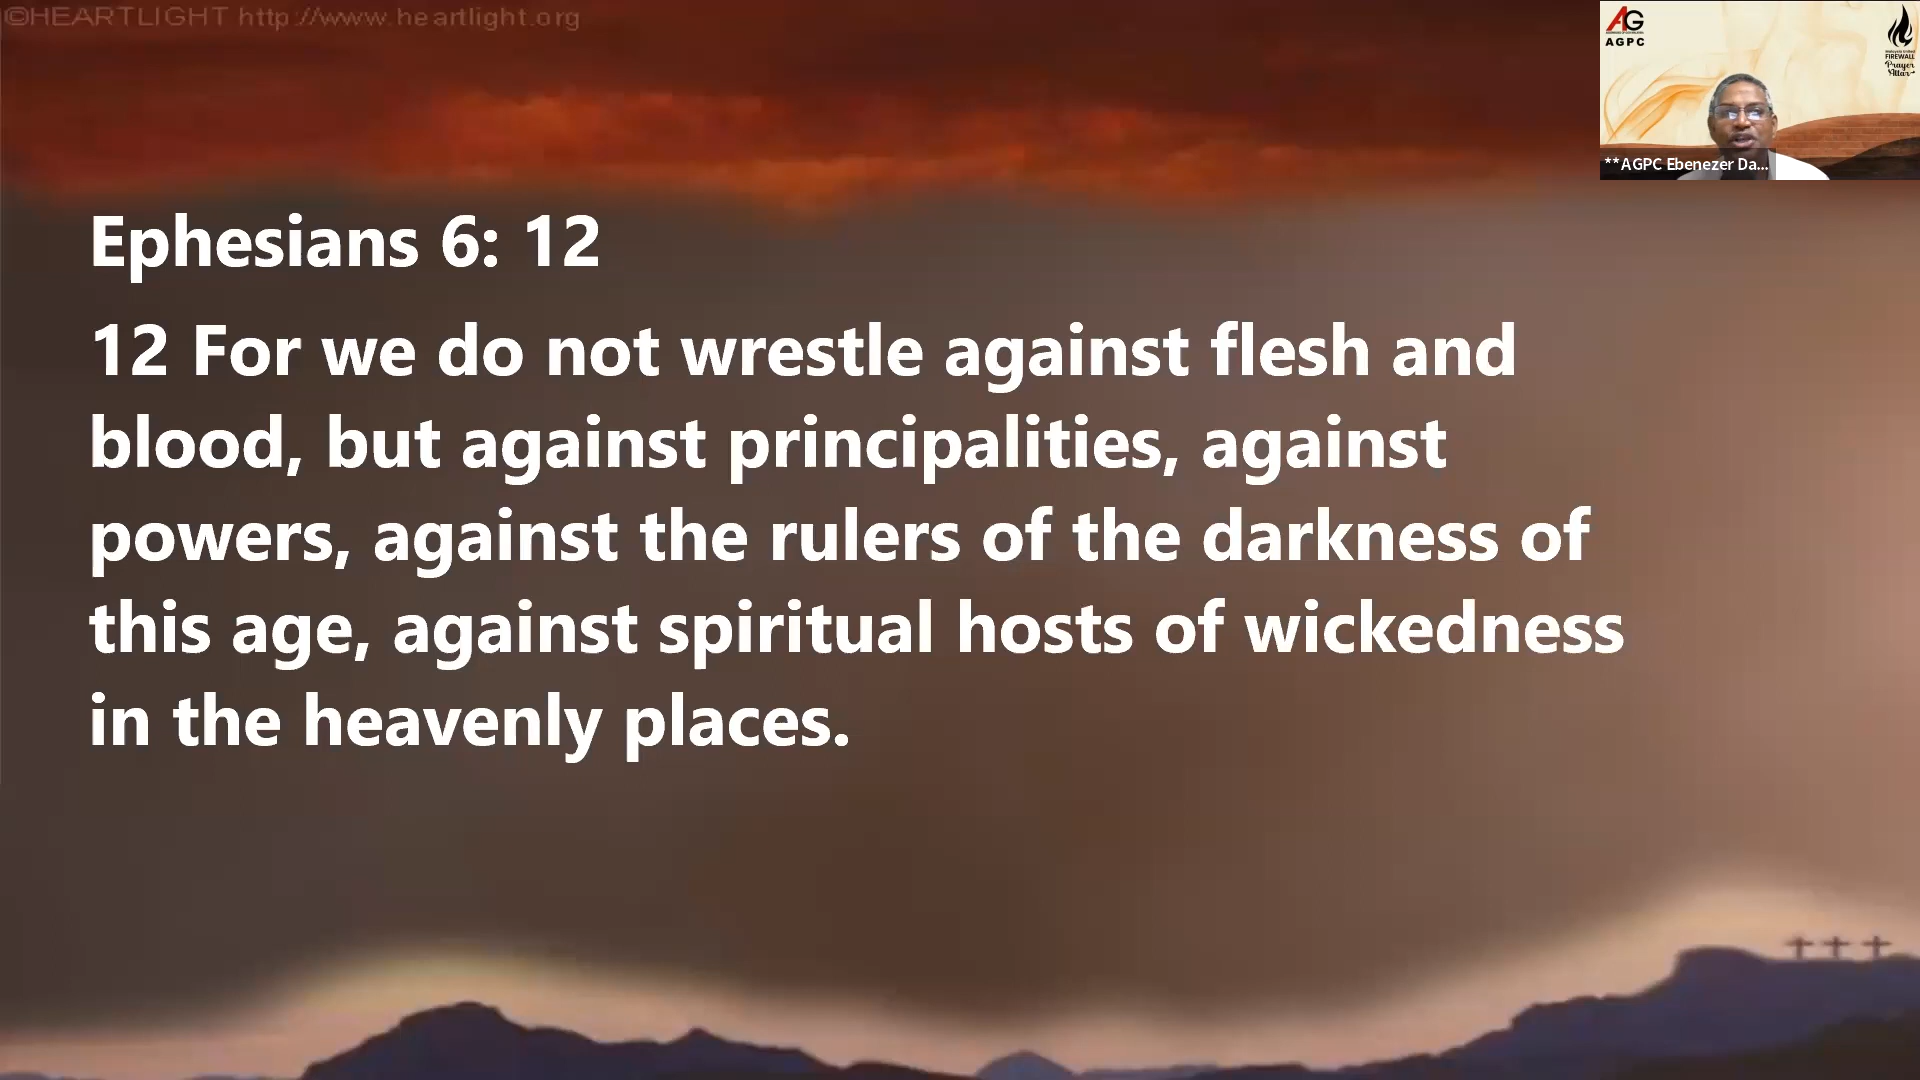 ©HEARTLIGHT http://www.heartlight.org
AG
AGPC
FIREWALL
Prayer
Altar
**AGPC Ebenezer Da...
Ephesians 6: 12
12 For we do not wrestle against flesh and
blood, but against principalities, against
powers, against the rulers of the darkness of
this age, against spiritual hosts of wickedness
in the heavenly places.